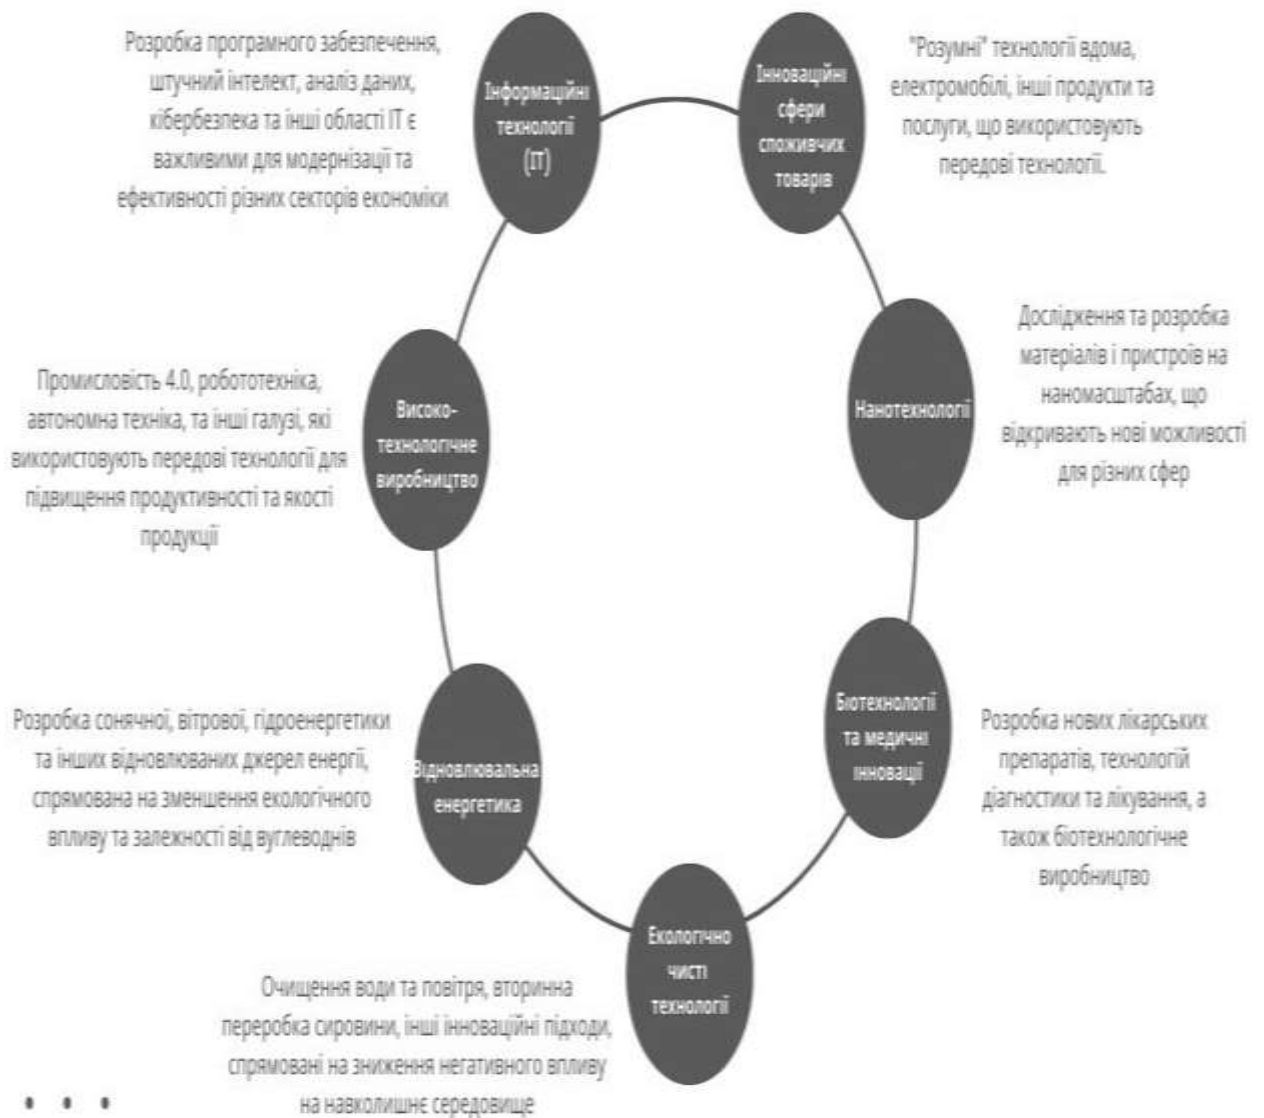 Розробка програмного забезпечення,
штучний інтелект, аналіз даних,
кібербезпека та інші області ІТ є
важливими для модернізації та
ефективності різних секторів економіки
Інформаційні
технології
(ІТ)
Інноваційні
сфери
споживчих
товарів
"Розумні" технології вдома,
електромобілі, інші продукти та
послуги, що використовують
передові технології.
Промисловість 4.0, робототехніка,
автономна техніка, та інші галузі, які
використовують передові технології для
підвищення продуктивності та якості
продукції
Високо-
технологічне
виробництво
Нанотехнології
Дослідження та розробка
матеріалів і пристроїв на
наномасштабах, що
відкривають нові можливості
для різних сфер
Розробка сонячної, вітрової, гідроенергетики
та інших відновлюваних джерел енергії,
спрямована на зменшення екологічного
впливу та залежності від вуглеводнів
Відновлювальна
енергетика
Біотехнології
та медичні
інновації
Розробка нових лікарських
препаратів, технологій
діагностики та лікування, а
також біотехнологічне
виробництво
Екологічно
чисті
технології
Очищення води та повітря, вторинна
переробка сировини, інші інноваційні підходи,
спрямовані на зниження негативного впливу
на навколишнє середовище